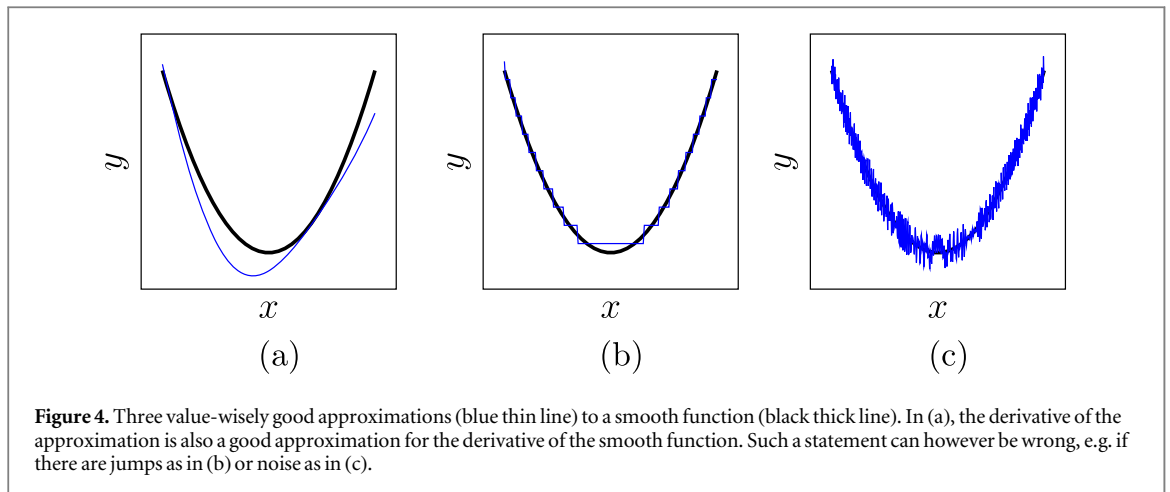 y
y
y
x
x
x
(a)
(b)
(c)
Figure 4. Three value-wisely good approximations (blue thin line) to a smooth function (black thick line). In (a), the derivative of the
approximation is also a good approximation for the derivative of the smooth function. Such a statement can however be wrong, e.g. if
there are jumps as in (b) or noise as in (c).